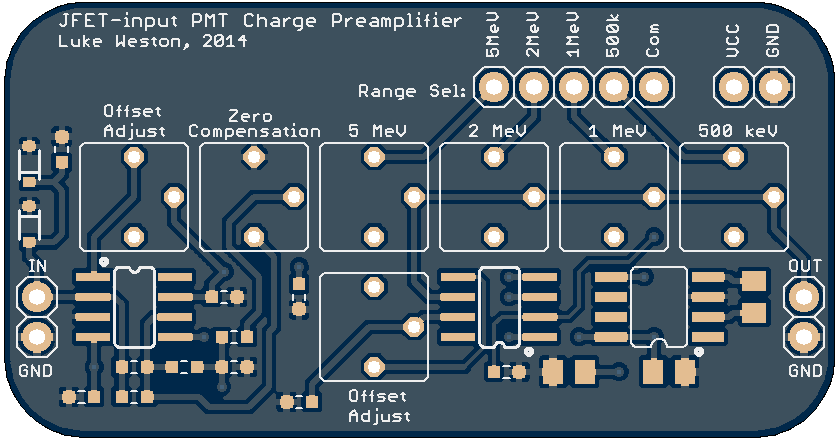 JFET-input PMT Charge Preamplifier
Luke Weston, 2014
5MeV
2MeV
1MeV
500k
Com
VCC
GND
Range Sel:
Offset
Adjust
Zero
Compensation
5 MeV
2 MeV
1 MeV
500 keV
IN
OUT
GND
GND
Offset
Adjust